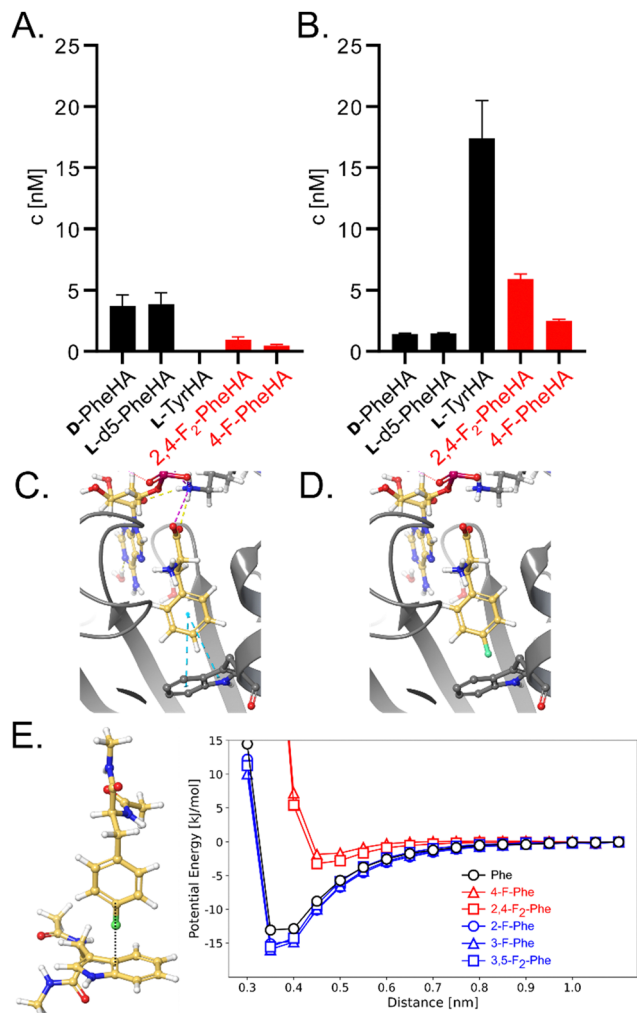 A.
25
20
15
10
5
0
c [nM]
D-PheHA
L-d5-PheHA
L-TyrHA
2,4-F₂-PheHA
4-F-PheHA
B.
25
20
15
10
5
0
c [nM]
D-PheHA
L-d5-PheHA
L-TyrHA
2,4-F₂-PheHA
4-F-PheHA
C.
D.
E.
15
10
5
0
-5
-10
-15
Potential Energy [kJ/mol]
Phe
4-F-Phe
2,4-F₂-Phe
2-F-Phe
3-F-Phe
3,5-F₂-Phe
0.3 0.4 0.5 0.6 0.7 0.8 0.9 1.0
Distance [nm]